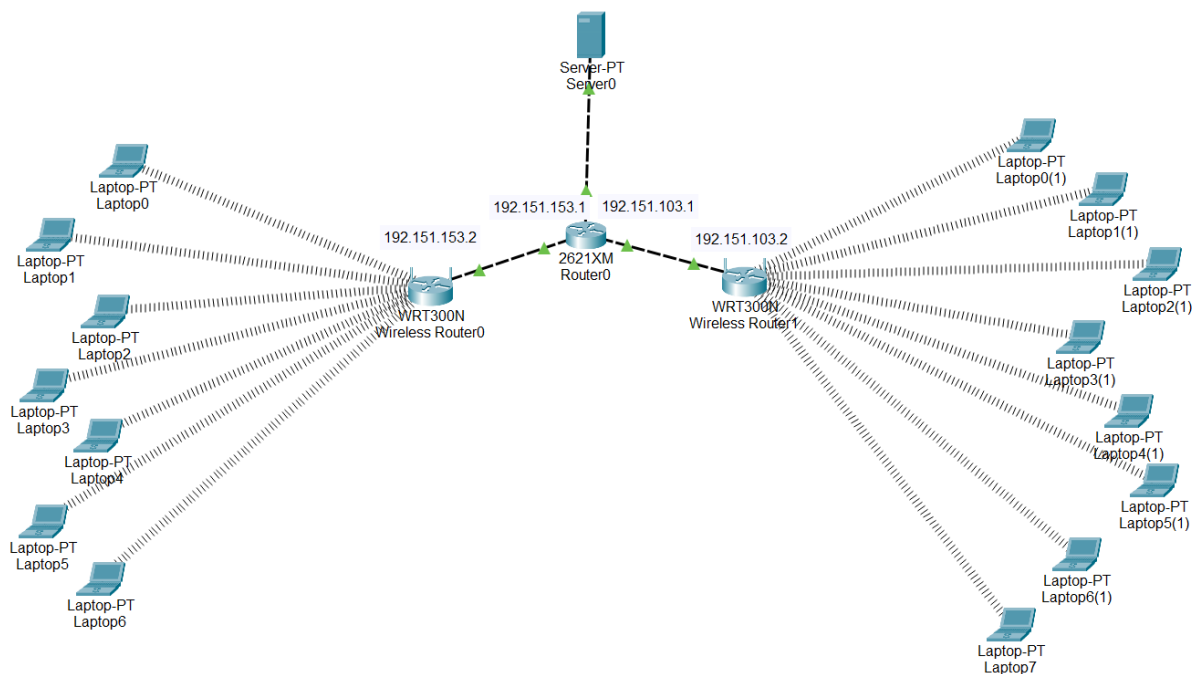 Server-PT
Server0
192.151.153.1
192.151.103.1
192.151.153.2
192.151.103.2
2621XM
Router0
WRT300N
Wireless Router0
WRT300N
Wireless Router1
Laptop-PT
Laptop0
Laptop-PT
Laptop1
Laptop-PT
Laptop2
Laptop-PT
Laptop3
Laptop-PT
Laptop4
Laptop-PT
Laptop5
Laptop-PT
Laptop6
Laptop-PT
Laptop0(1)
Laptop-PT
Laptop1(1)
Laptop-PT
Laptop2(1)
Laptop-PT
Laptop3(1)
Laptop-PT
Laptop4(1)
Laptop-PT
Laptop5(1)
Laptop-PT
Laptop6(1)
Laptop-PT
Laptop7